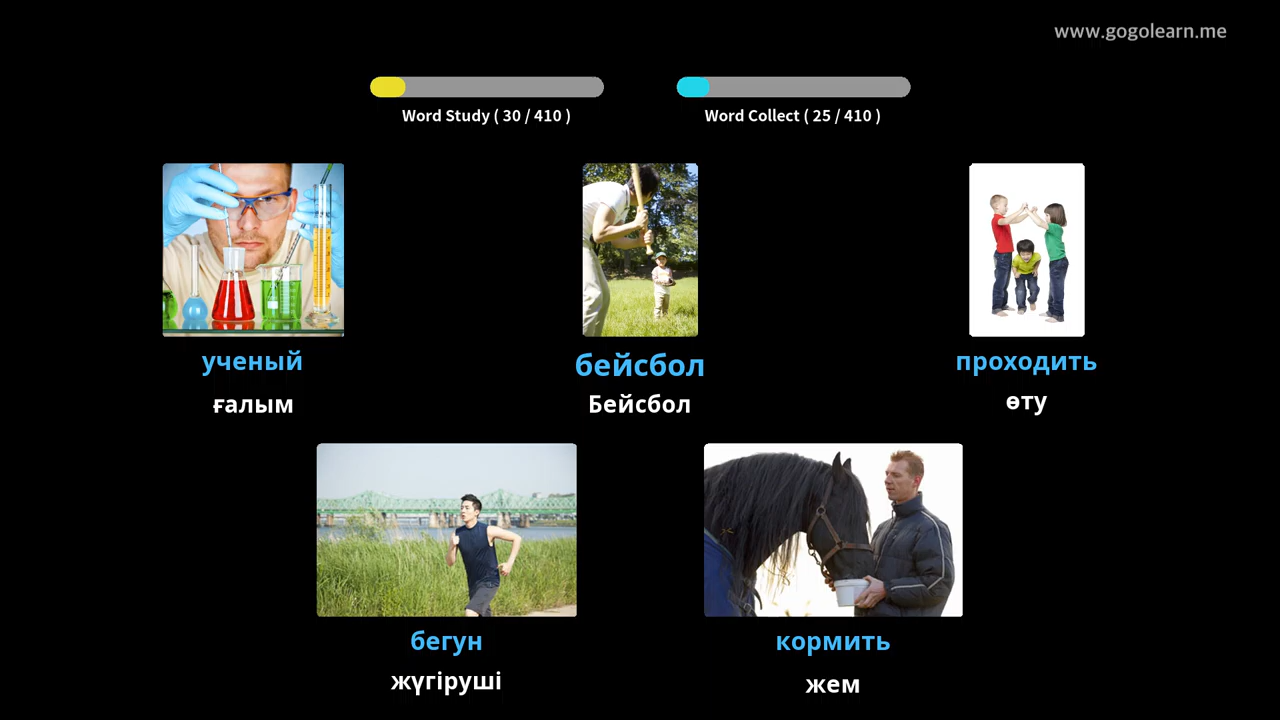 www.gogolearn.me
Word Study ( 30 / 410 )
Word Collect ( 25 / 410 )
ученый
ғалым
бейсбол
Бейсбол
проходить
өту
бегун
жүгіруші
кормить
жем